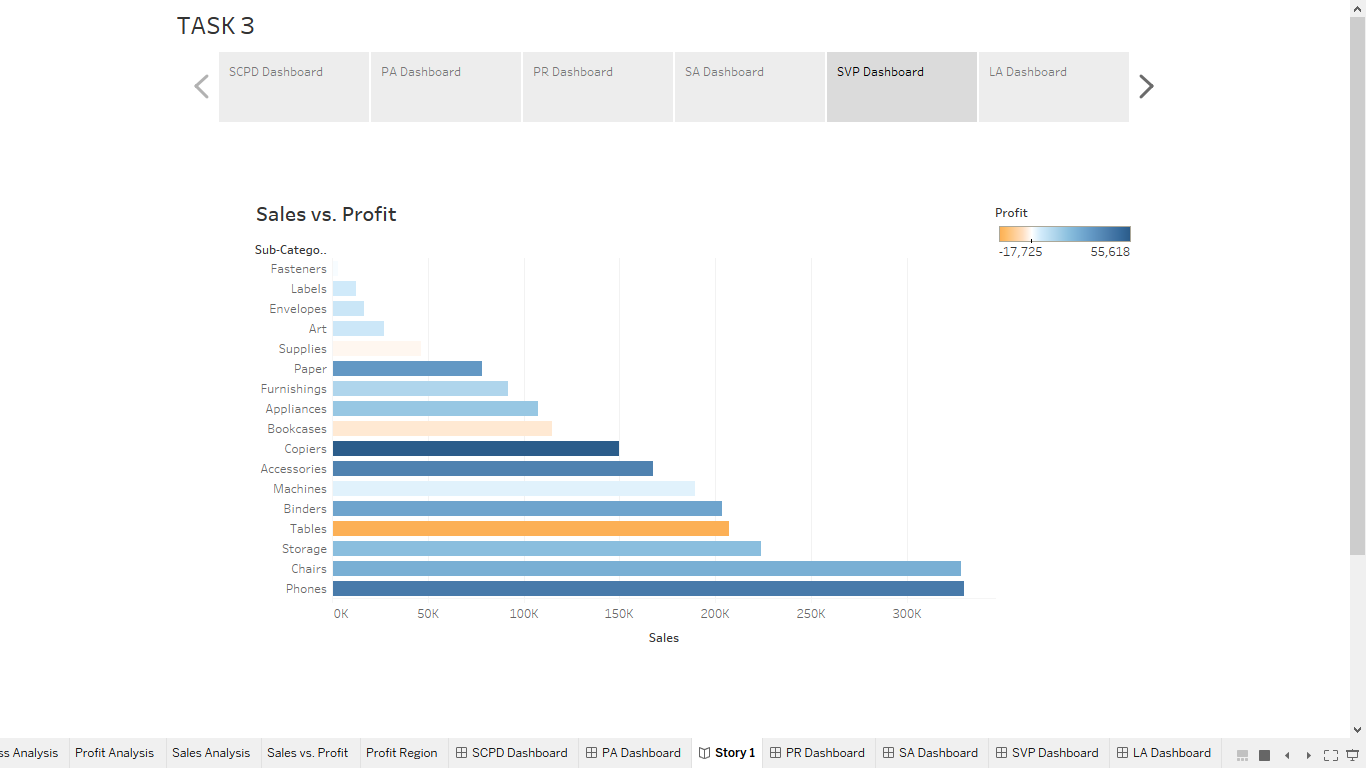 TASK 3
SCPD Dashboard
PA Dashboard
PR Dashboard
SA Dashboard
SVP Dashboard
LA Dashboard
Sales vs. Profit
Profit
-17,725 55,618
Sub-Catego..
Fasteners
Labels
Envelopes
Art
Supplies
Paper
Furnishings
Appliances
Bookcases
Copiers
Accessories
Machines
Binders
Tables
Storage
Chairs
Phones
0K 50K 100K 150K 200K 250K 300K
Sales
ss Analysis Profit Analysis Sales Analysis Sales vs. Profit Profit Region SCPD Dashboard PA Dashboard Story 1 PR Dashboard SA Dashboard SVP Dashboard LA Dashboard